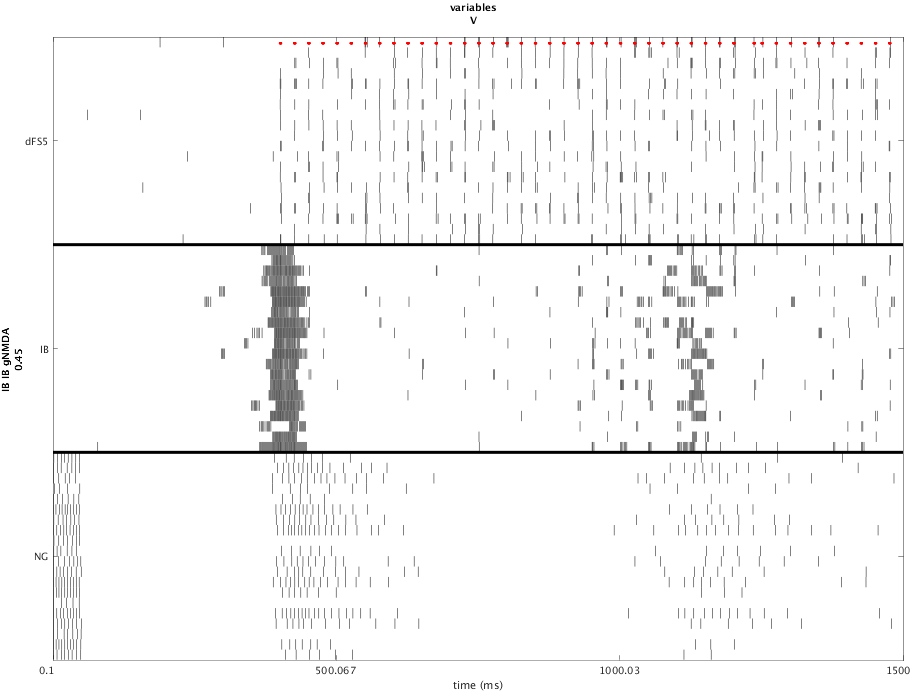 variables
V
dFS5
IB IB gNMDA
0.45
IB
NG
0.1
500.067
1000.03
1500
time (ms)